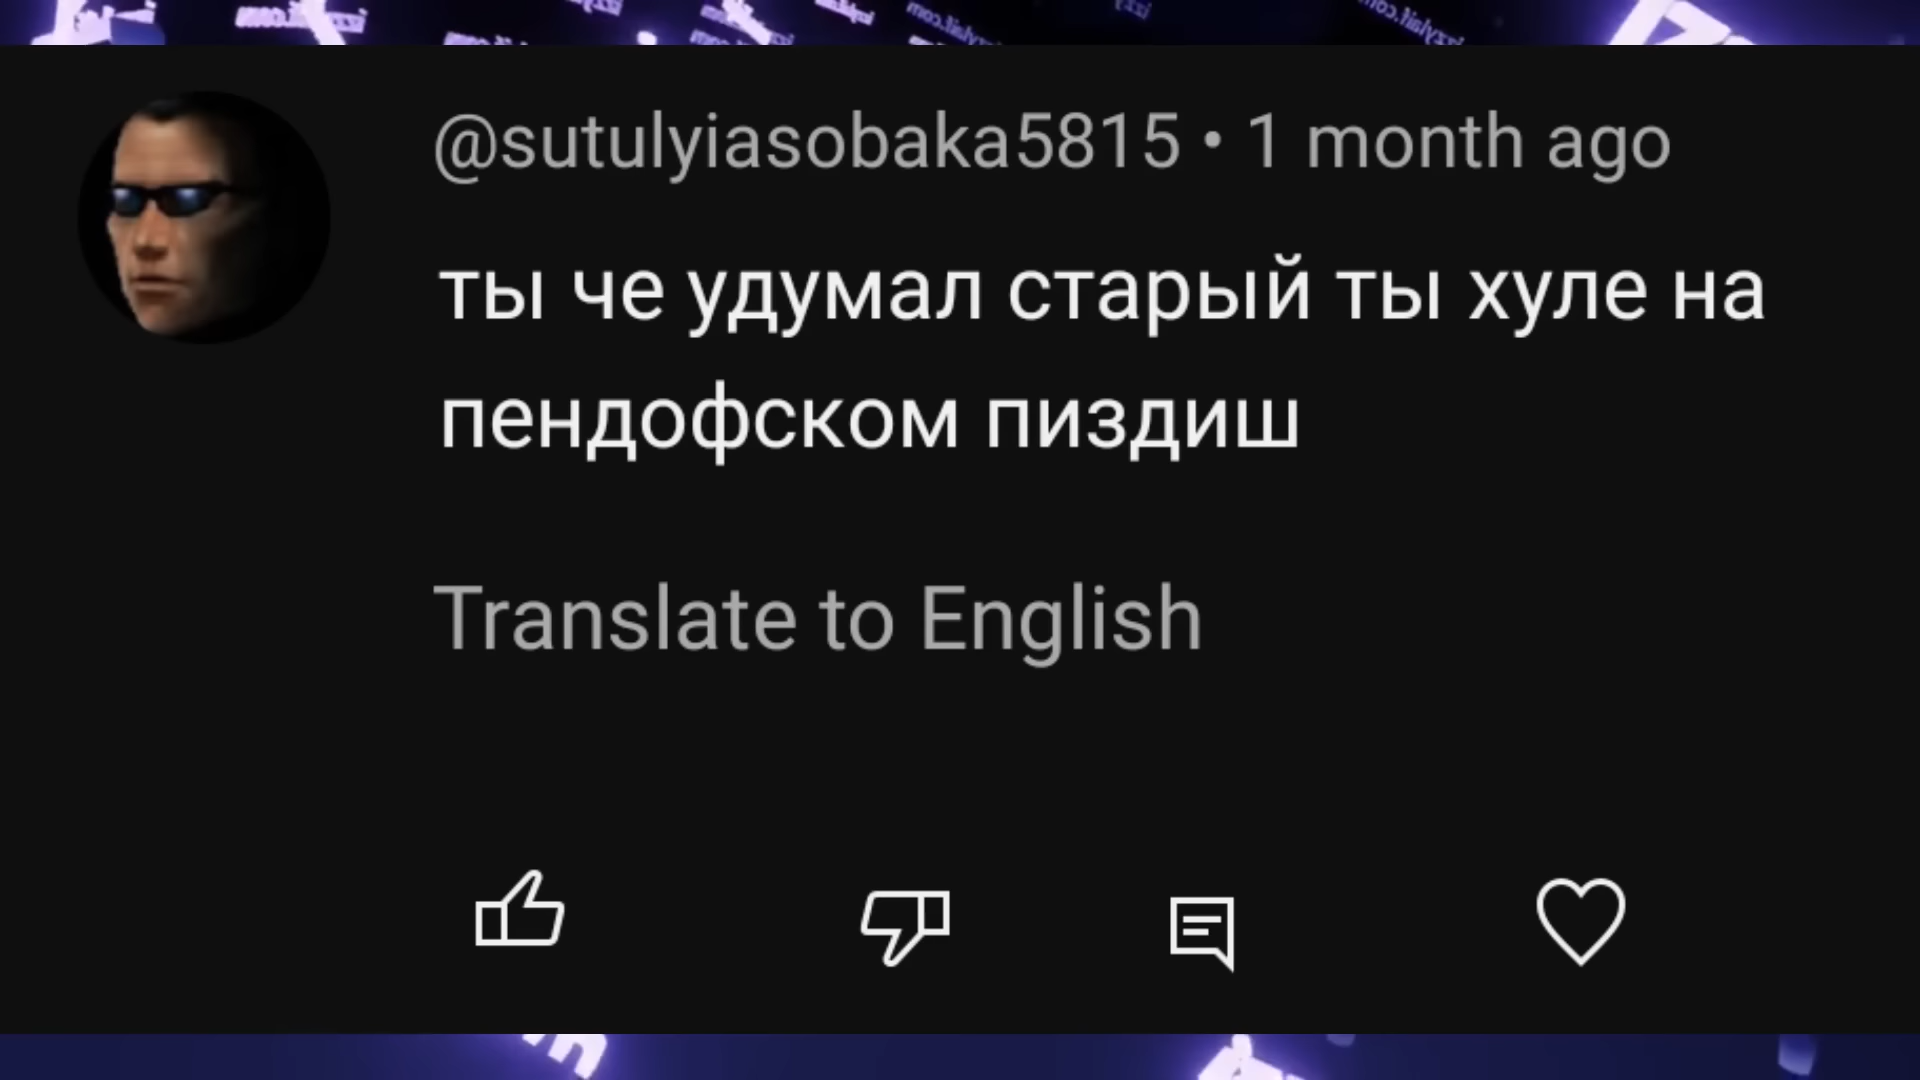 @sutulyiasobaka5815 • 1 month ago
ты че удумал старый ты хуле на
пендофском пиздиш
Translate to English